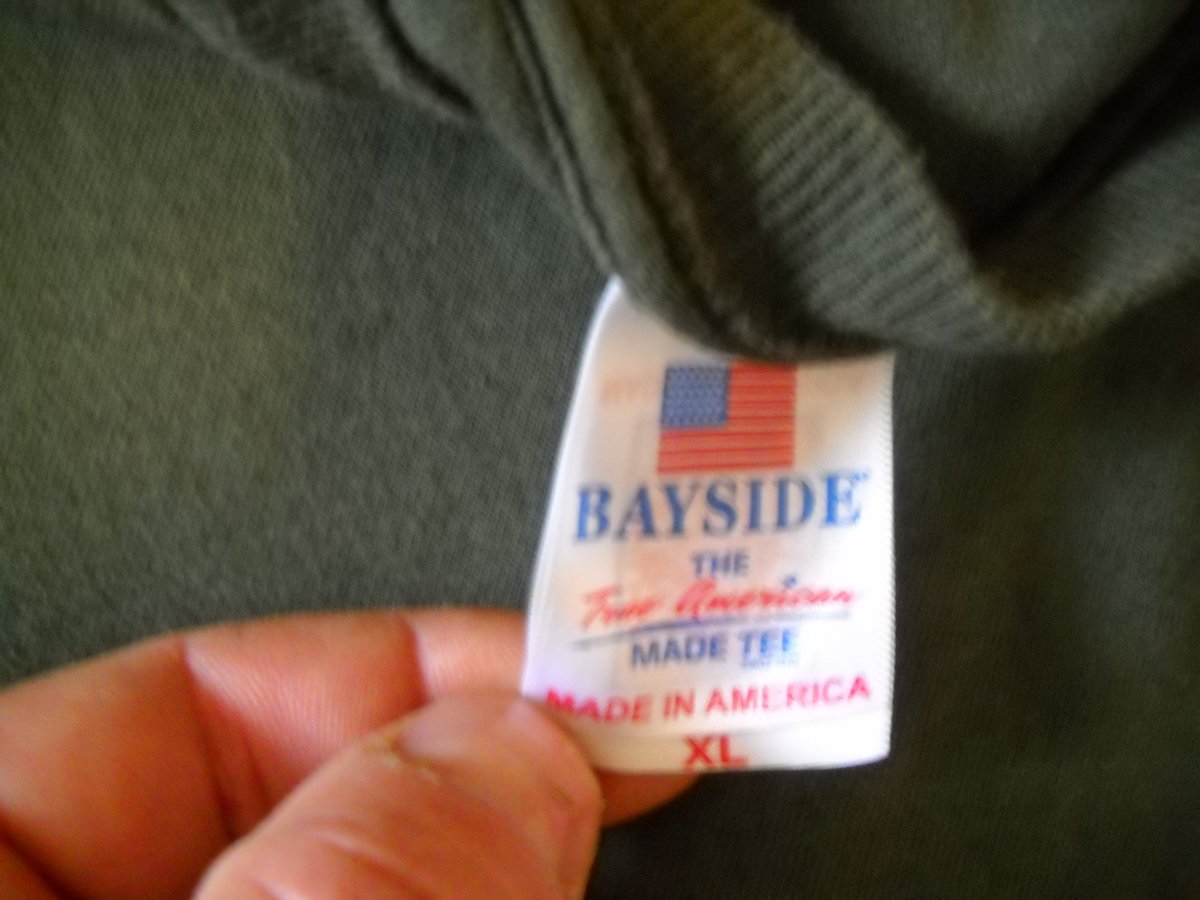 BAYSIDE
THE
True American
MADE TEE
MADE IN AMERICA
XL